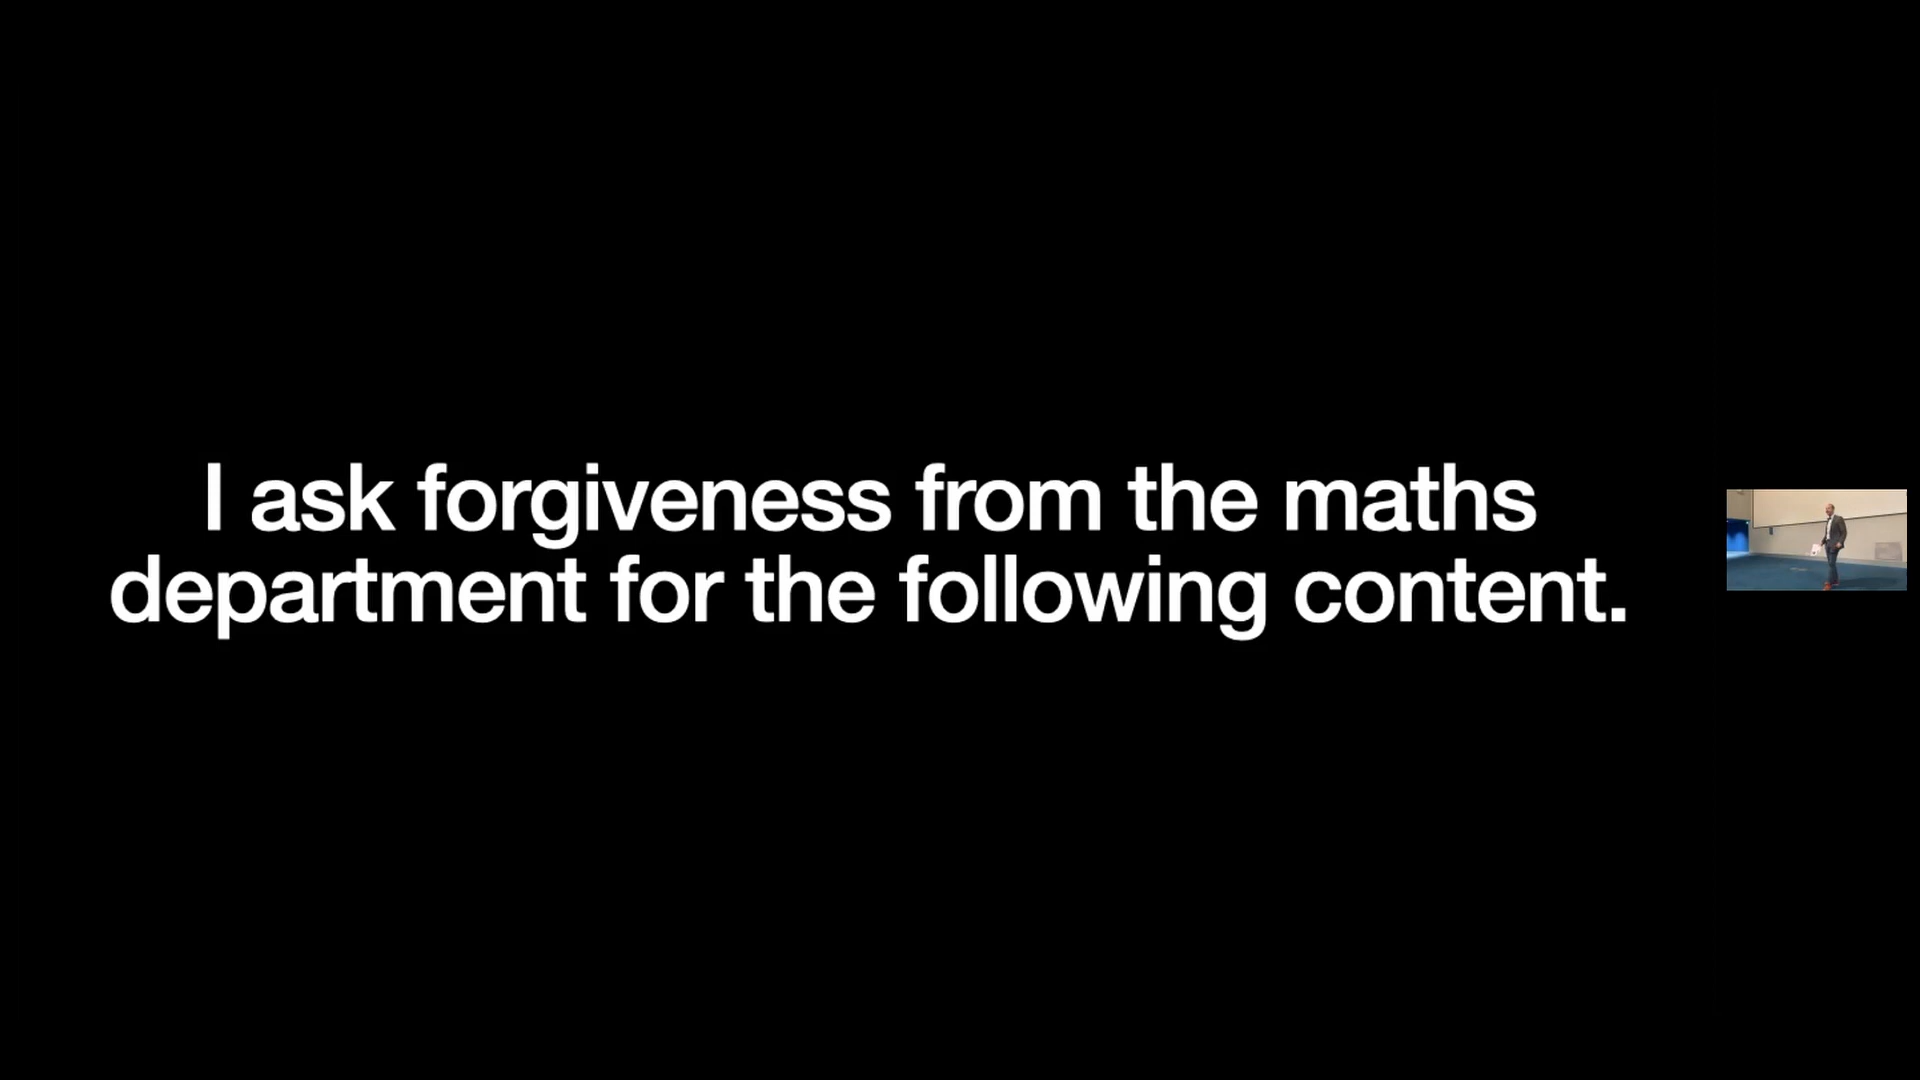 I ask forgiveness from the maths
department for the following content.